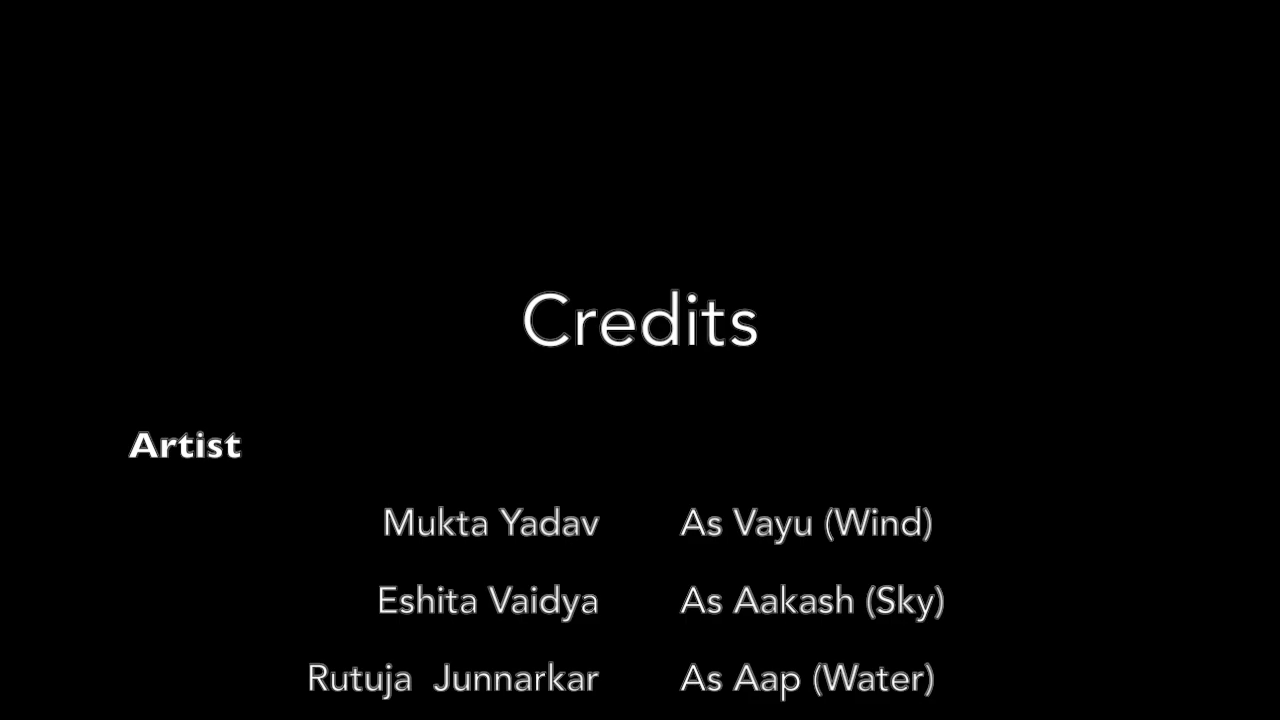 Credits
Artist
Mukta Yadav As Vayu (Wind)
Eshita Vaidya As Aakash (Sky)
Rutuja Junnarkar As Aap (Water)